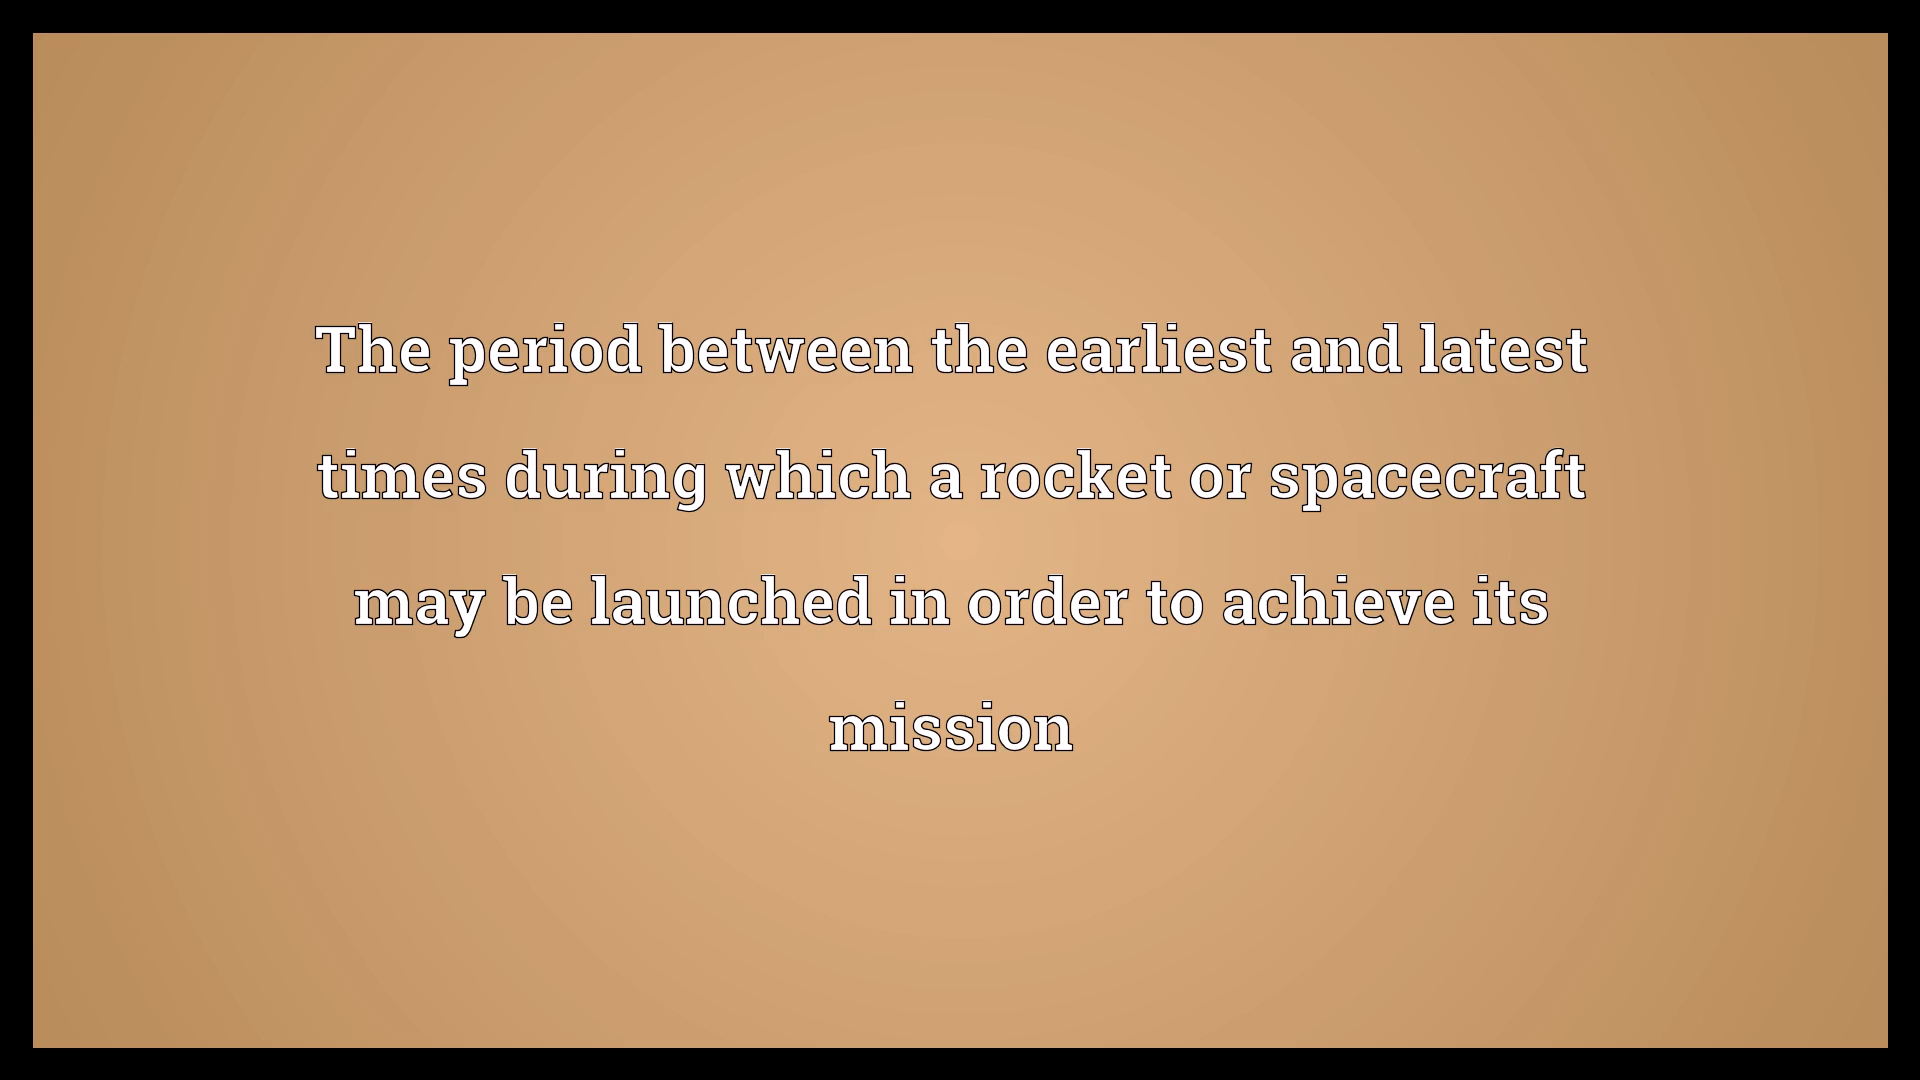 The period between the earliest and latest
times during which a rocket or spacecraft
may be launched in order to achieve its
mission